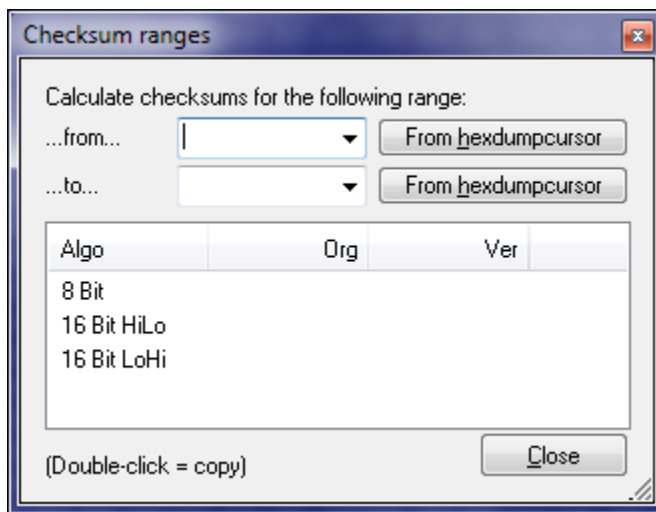 Checksum ranges
Calculate checksums for the following range:
...from... From hexdumpcursor
...to... From hexdumpcursor
Algo Org Ver
8 Bit
16 Bit HiLo
16 Bit LoHi
(Double-click = copy) Close